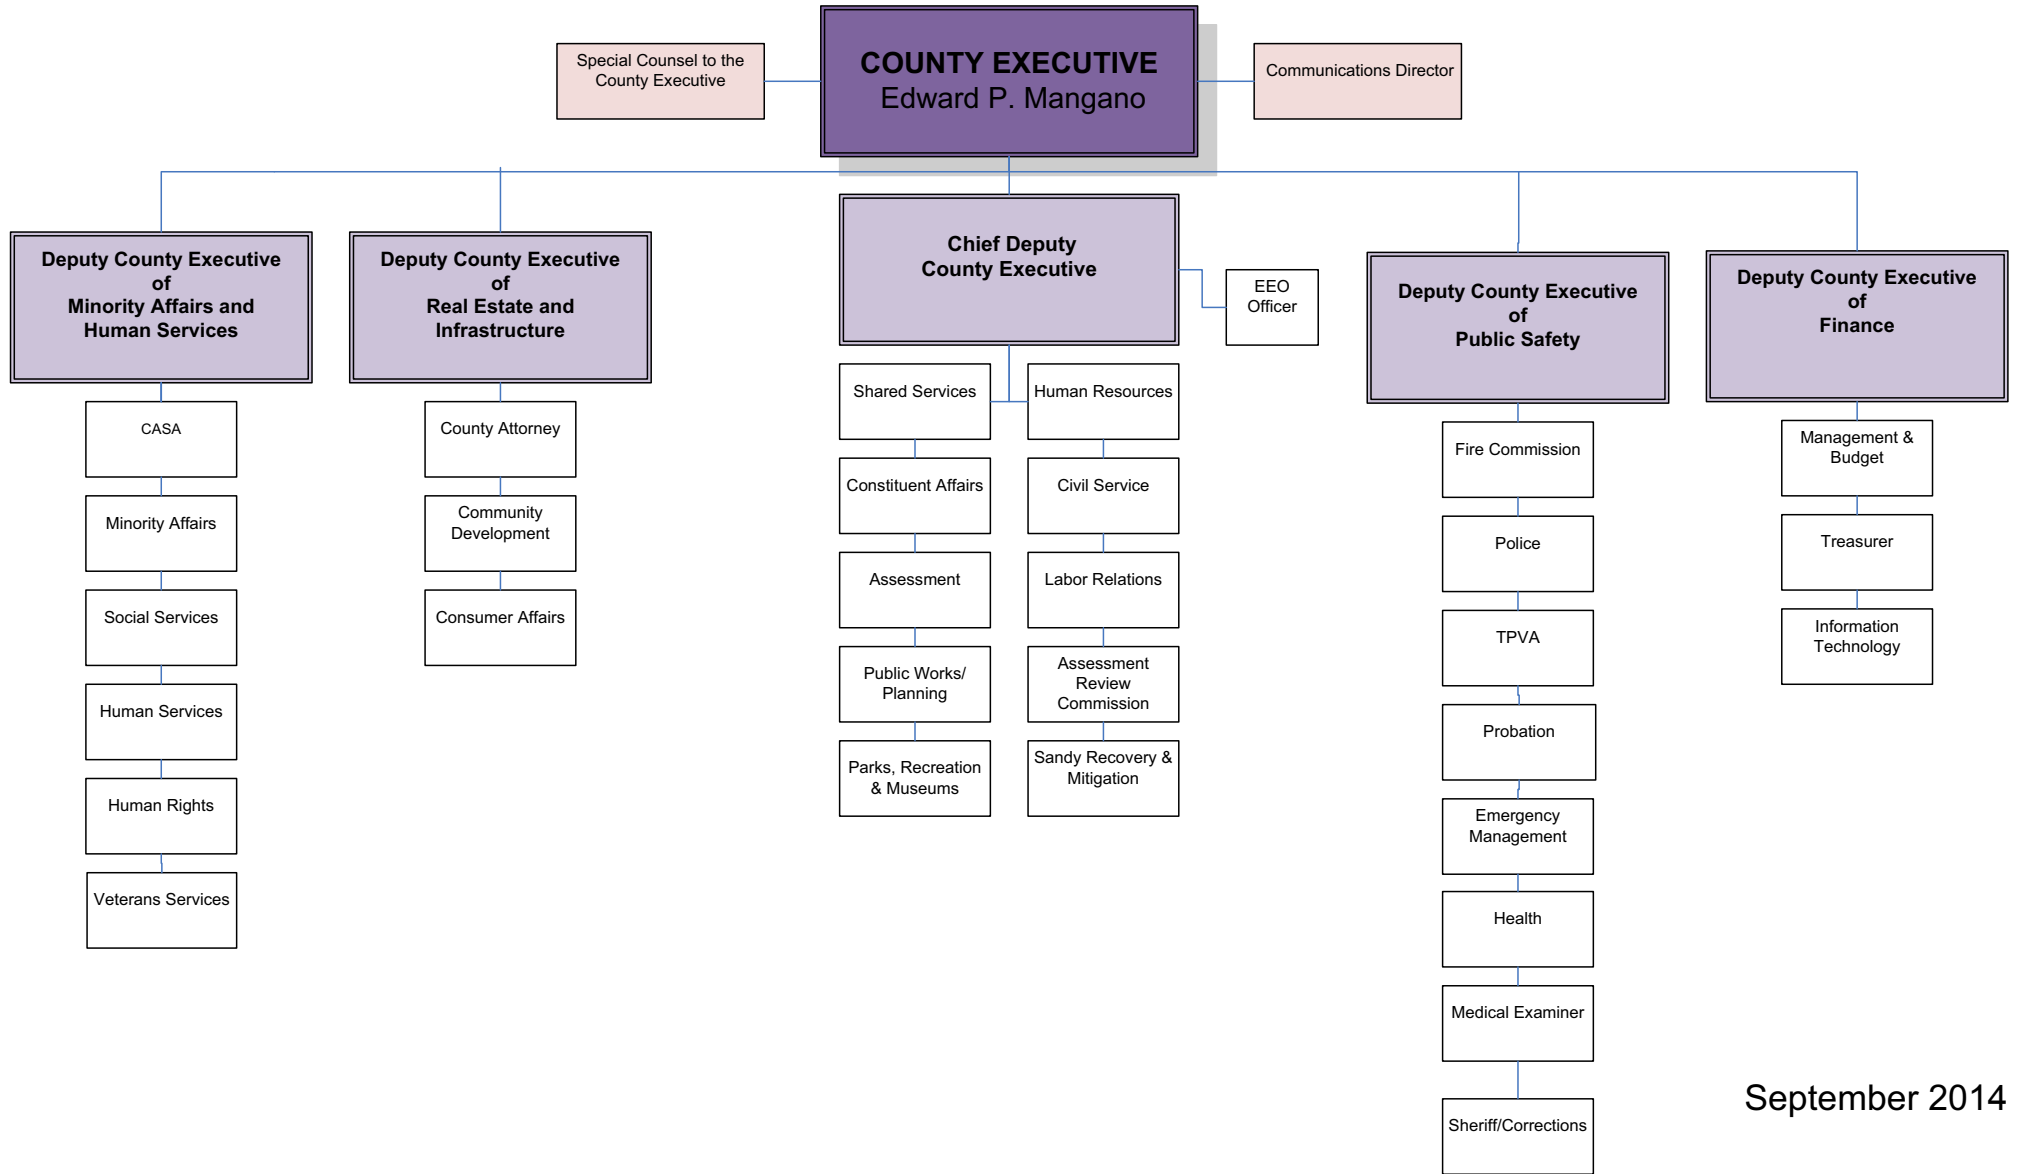 Special Counsel to the
County Executive
COUNTY EXECUTIVE
Edward P. Mangano
Communications Director
Deputy County Executive
of
Minority Affairs and
Human Services
CASA
Minority Affairs
Social Services
Human Services
Human Rights
Veterans Services
Deputy County Executive
of
Real Estate and
Infrastructure
County Attorney
Community
Development
Consumer Affairs
Chief Deputy
County Executive
EEO
Officer
Shared Services
Constituent Affairs
Assessment
Public Works/
Planning
Parks, Recreation
& Museums
Human Resources
Civil Service
Labor Relations
Assessment
Review
Commission
Sandy Recovery &
Mitigation
Deputy County Executive
of
Public Safety
Fire Commission
Police
TPVA
Probation
Emergency
Management
Health
Medical Examiner
Sheriff/Corrections
Deputy County Executive
of
Finance
Management &
Budget
Treasurer
Information
Technology
September 2014